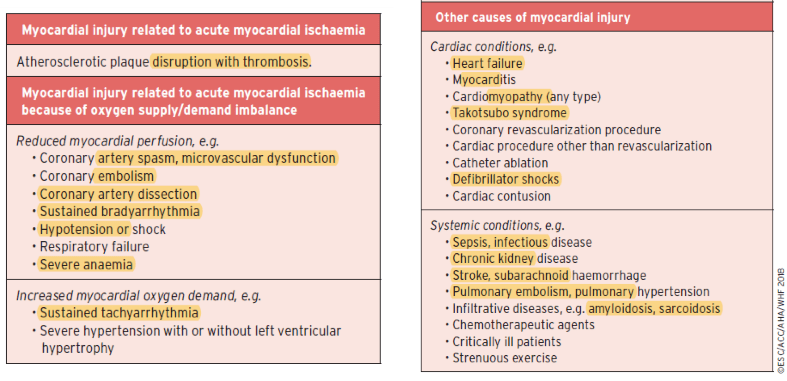 Myocardial injury related to acute myocardial ischaemia
Atherosclerotic plaque disruption with thrombosis.
Myocardial injury related to acute myocardial ischaemia
because of oxygen supply/demand imbalance
Reduced myocardial perfusion, e.g.
• Coronary artery spasm, microvascular dysfunction
• Coronary embolism
• Coronary artery dissection
• Sustained bradyarrhythmia
• Hypotension or shock
• Respiratory failure
• Severe anaemia
Increased myocardial oxygen demand, e.g.
• Sustained tachyarrhythmia
• Severe hypertension with or without left ventricular
hypertrophy
Other causes of myocardial injury
Cardiac conditions, e.g.
• Heart failure
• Myocarditis
• Cardiomyopathy (any type)
• Takotsubo syndrome
• Coronary revascularization procedure
• Cardiac procedure other than revascularization
• Catheter ablation
• Defibrillator shocks
• Cardiac contusion
Systemic conditions, e.g.
• Sepsis, infectious disease
• Chronic kidney disease
• Stroke, subarachnoid haemorrhage
• Pulmonary embolism, pulmonary hypertension
• Infiltrative diseases, e.g. amyloidosis, sarcoidosis
• Chemotherapeutic agents
• Critically ill patients
• Strenuous exercise
©ESC/ACC/AHA/WHF 2018